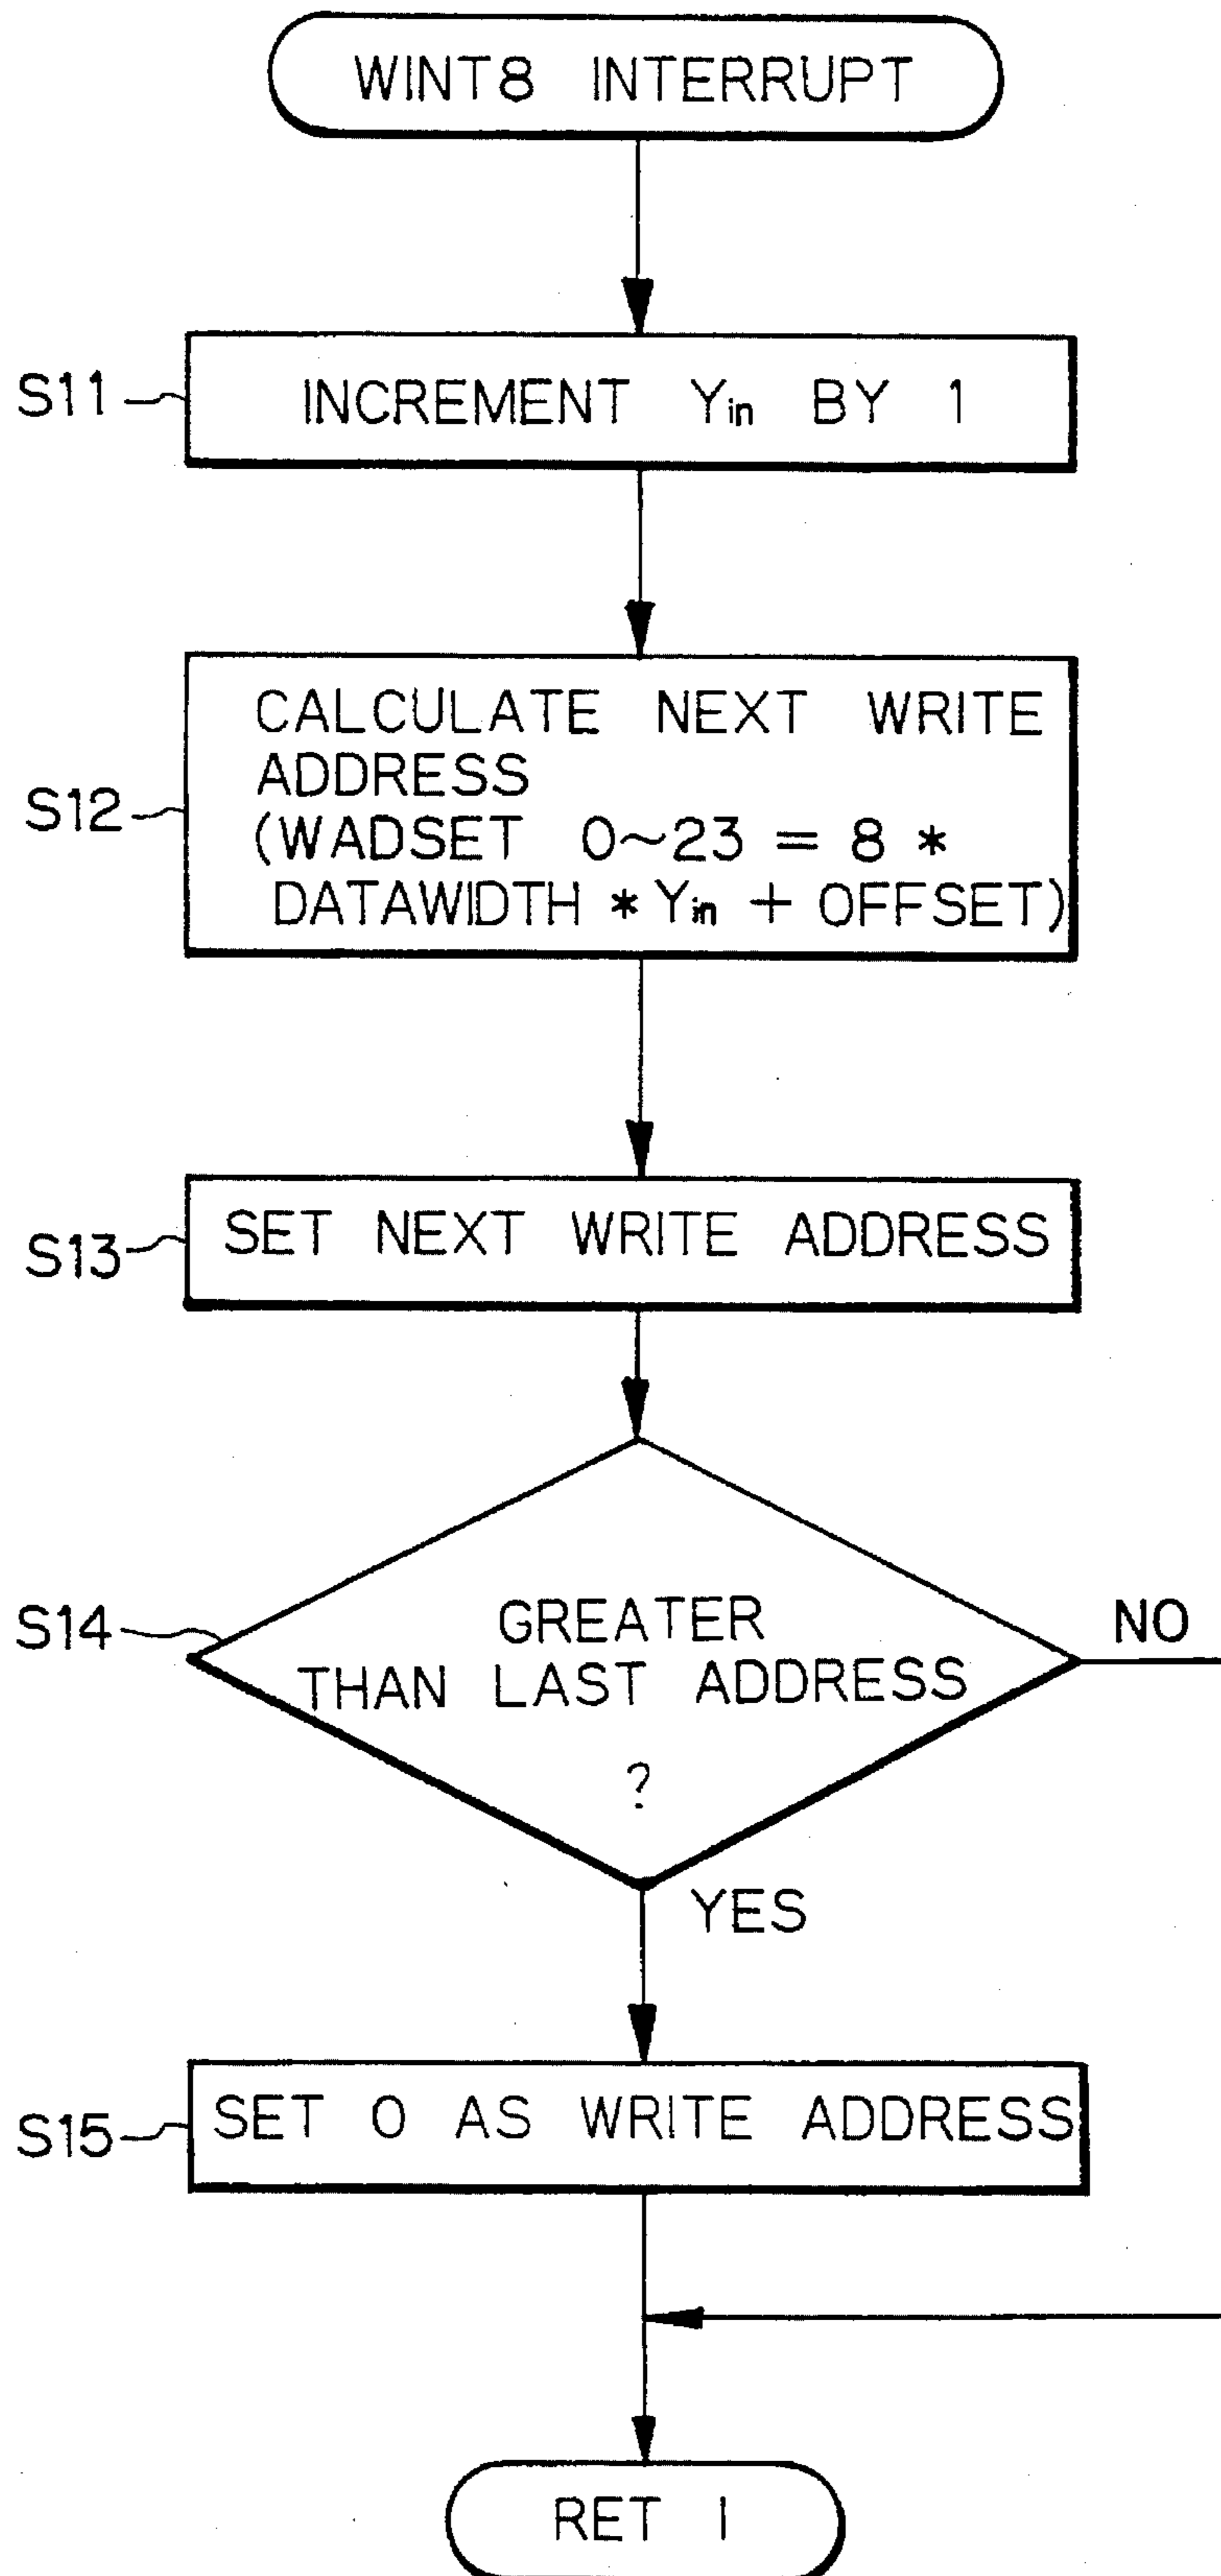 WINT8 INTERRUPT
S11
INCREMENT Yin BY 1
S12
CALCULATE NEXT WRITE
ADDRESS
(WADSET 0~23 = 8 *
DATAWIDTH * Yin + OFFSET)
S13
SET NEXT WRITE ADDRESS
S14
GREATER
THAN LAST ADDRESS
?
NO
YES
S15
SET 0 AS WRITE ADDRESS
RET I